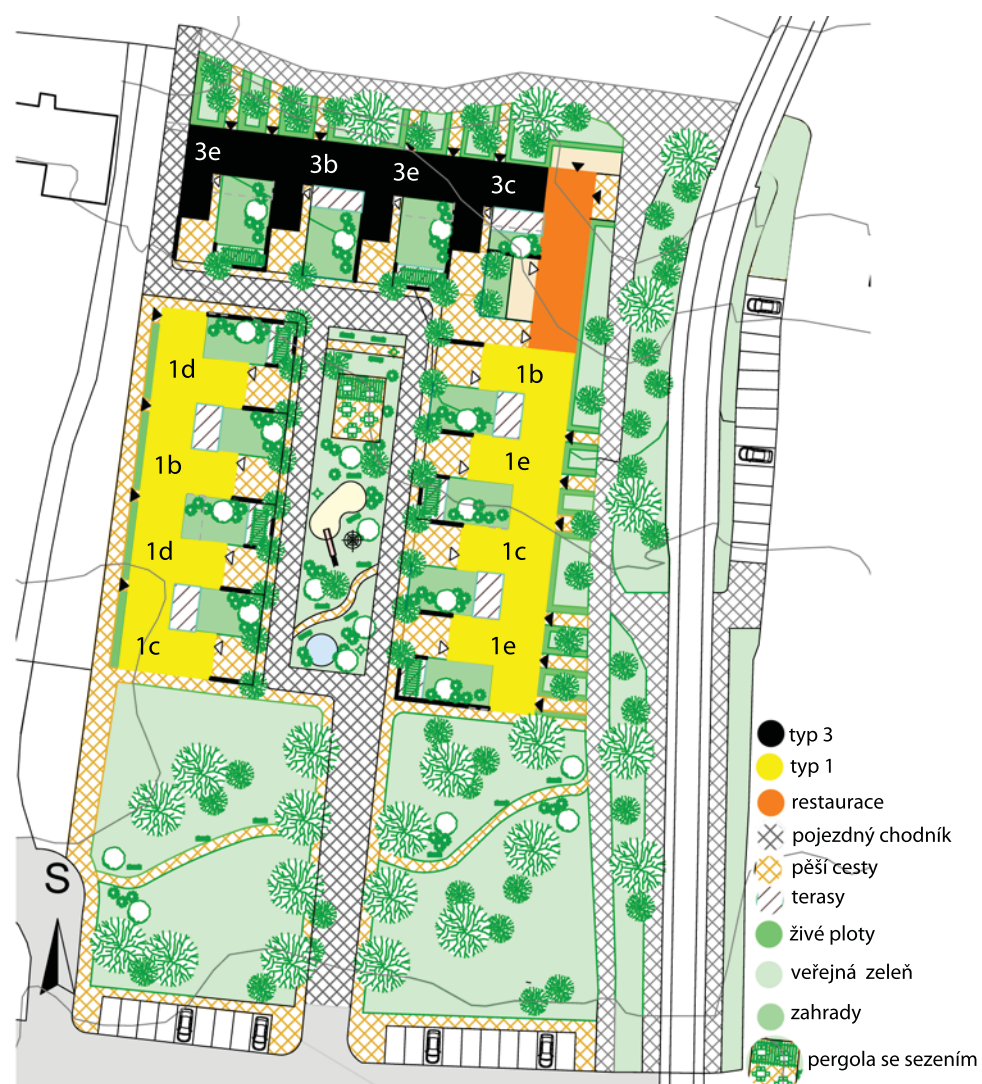 3e
3b
3e
3c
1d
1b
1b
1e
1d
1c
1c
1e
S
typ 3
typ 1
restaurace
pojezdný chodník
pěší cesty
terasy
živé ploty
veřejná zeleň
zahrady
pergola se sezením